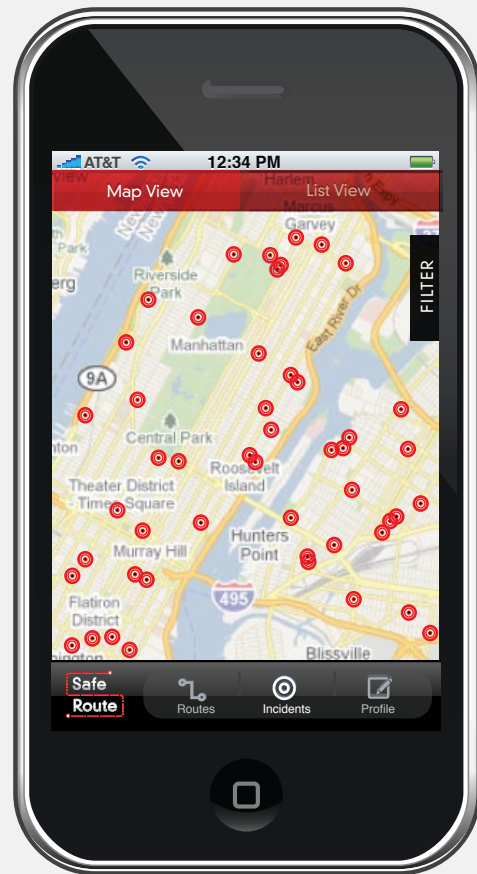 AT&T
12:34 PM
Map View
List View
Harlem
Marcus
Garvey
FILTER
Riverside
Park
East River Dr
Manhattan
9A
Central Park
Roosevelt
Island
Theater District
Times Square
Hunters
Point
Murray Hill
495
Flatiron
District
Blissville
Safe
Route
Routes
Incidents
Profile